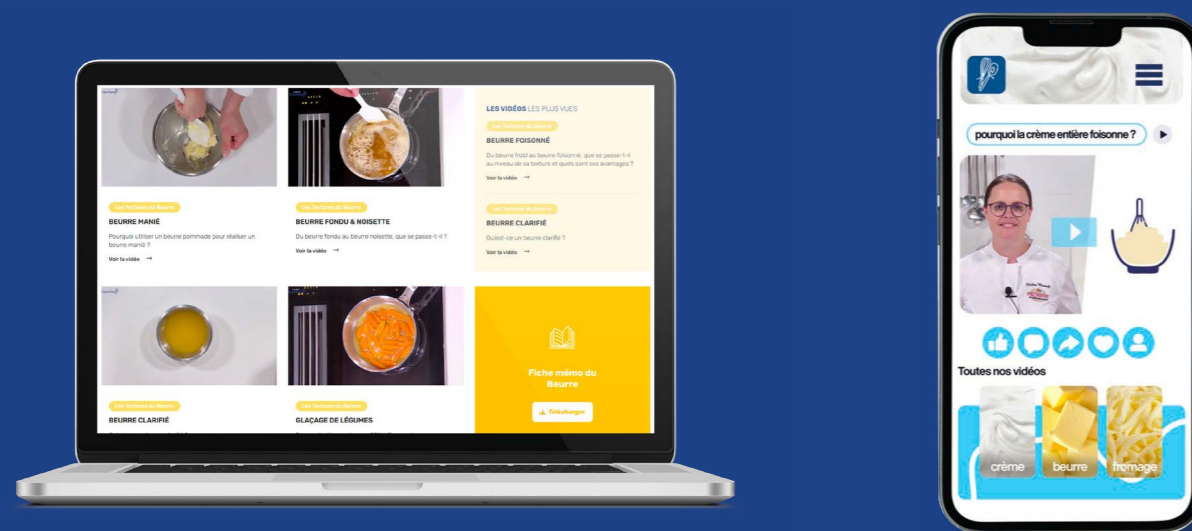 Les Textures du Beurre
BEURRE MANIÉ
Pourquoi utiliser un beurre pommade pour réaliser un
beurre manié ?
Voir la vidéo →
Les Textures du Beurre
BEURRE FONDU & NOISETTE
Du beurre fondu au beurre noisette, que se passe-t-il ?
Voir la vidéo →
LES VIDÉOS LES PLUS VUES
Les Textures du Beurre
BEURRE FOISONNÉ
Du beurre froid au beurre foisonné, que se passe-t-il
au niveau de sa texture et quels sont ses avantages ?
Voir la vidéo →
Les Textures du Beurre
BEURRE CLARIFIÉ
Qu'est-ce un beurre clarifié ?
Voir la vidéo →
Les Textures du Beurre
BEURRE CLARIFIÉ
Les Textures du Beurre
GLAÇAGE DE LÉGUMES
Fiche mémo du
Beurre
Télécharger
pourquoi la crème entière foisonne ?
Toutes nos vidéos
crème
beurre
fromage